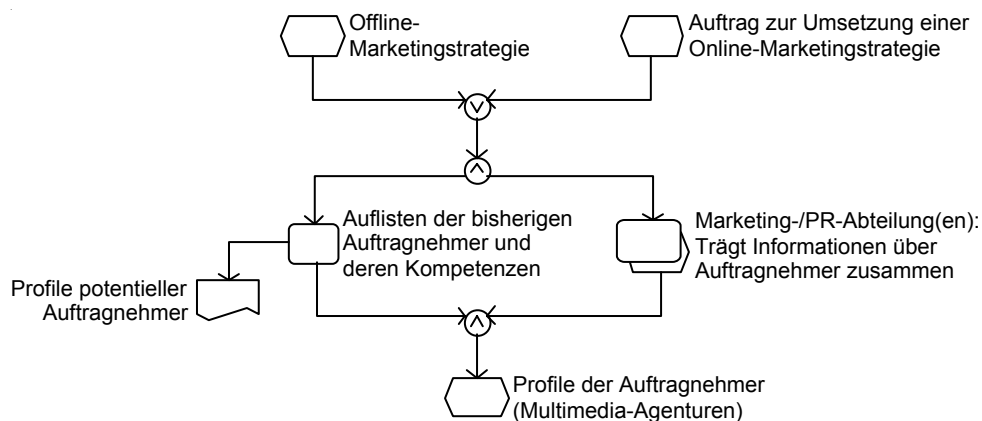 Offline-
Marketingstrategie
Auftrag zur Umsetzung einer
Online-Marketingstrategie
Auflisten der bisherigen
Auftragnehmer und
deren Kompetenzen
Marketing-/PR-Abteilung(en):
Trägt Informationen über
Auftragnehmer zusammen
Profile potentieller
Auftragnehmer
Profile der Auftragnehmer
(Multimedia-Agenturen)